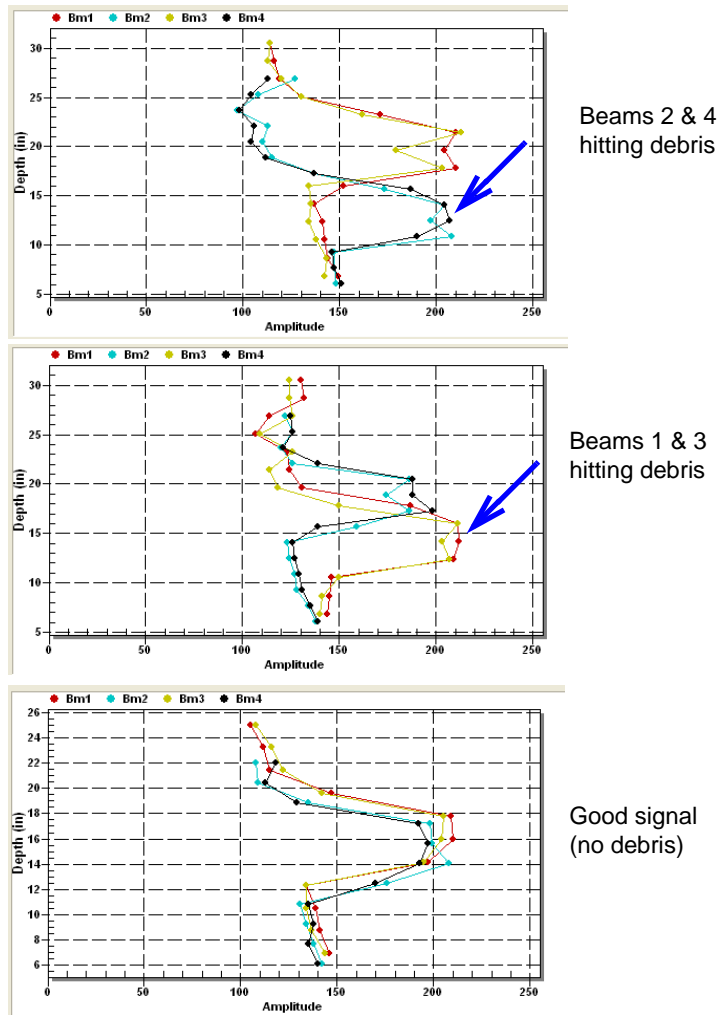 Bm1 Bm2 Bm3 Bm4
30
25
20
15
10
5
Depth (in)
0 50 100 150 200 250
Amplitude
Beams 2 & 4
hitting debris
Bm1 Bm2 Bm3 Bm4
30
25
20
15
10
5
Depth (in)
0 50 100 150 200 250
Amplitude
Beams 1 & 3
hitting debris
Bm1 Bm2 Bm3 Bm4
26
24
22
20
18
16
14
12
10
8
6
Depth (in)
0 100 150 200 250
Amplitude
Good signal
(no debris)